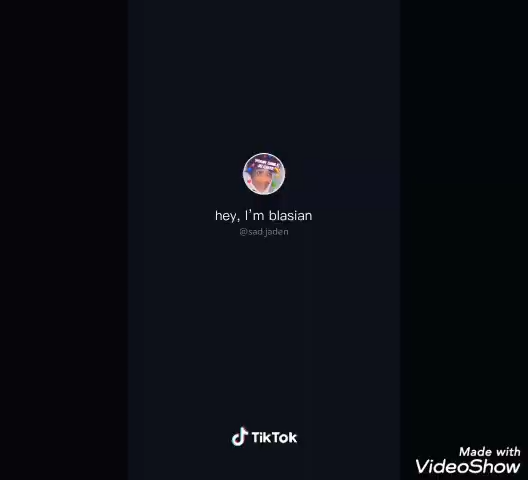 hey, I'm blasian
@sad·jaden
TikTok
Made with
VideoShow